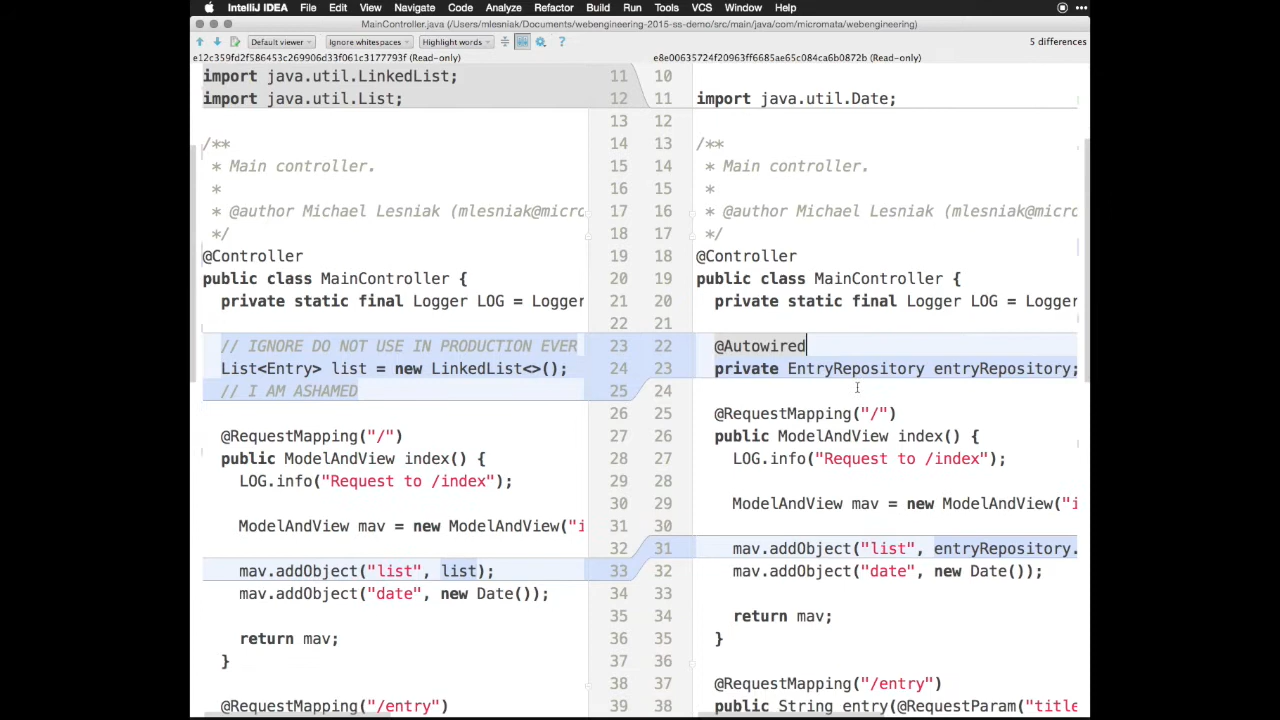 IntelliJ IDEA File Edit View Navigate Code Analyze Refactor Build Run Tools VCS Window Help
MainController.java (/Users/mlesniak/Documents/webengineering-2015-ss-demo/src/main/java/com/micromata/webengineering)
Default viewer Ignore whitespaces Highlight words ? 5 differences
e12c359fd2f586453c269906d33f061c3177793f (Read-only) e8e00635724f20963ff6685ae65c084ca6b0872b (Read-only)
import java.util.LinkedList; 11 10
import java.util.List; 12 11 import java.util.Date;
13 12
/** 14 13 /**
* Main controller. 15 14 * Main controller.
* 16 15 *
* @author Michael Lesniak (mlesniak@micro 17 16 * @author Michael Lesniak (mlesniak@micro
*/ 18 17 */
@Controller 19 18 @Controller
public class MainController { 20 19 public class MainController {
private static final Logger LOG = Logger 21 20 private static final Logger LOG = Logger
22 21
// IGNORE DO NOT USE IN PRODUCTION EVER 23 22 @Autowired
List<Entry> list = new LinkedList<>(); 24 23 private EntryRepository entryRepository;
// I AM ASHAMED 25 24
26 25 @RequestMapping("/")
@RequestMapping("/") 27 26 public ModelAndView index() {
public ModelAndView index() { 28 27 LOG.info("Request to /index");
LOG.info("Request to /index"); 29 28
30 29 ModelAndView mav = new ModelAndView("i
ModelAndView mav = new ModelAndView("i 31 30
32 31 mav.addObject("list", entryRepository.
mav.addObject("list", list); 33 32 mav.addObject("date", new Date());
mav.addObject("date", new Date()); 34 33
35 34 return mav;
return mav; 36 35 }
} 37 36
38 37 @RequestMapping("/entry")
@RequestMapping("/entry") 39 38 public String entry(@RequestParam("title